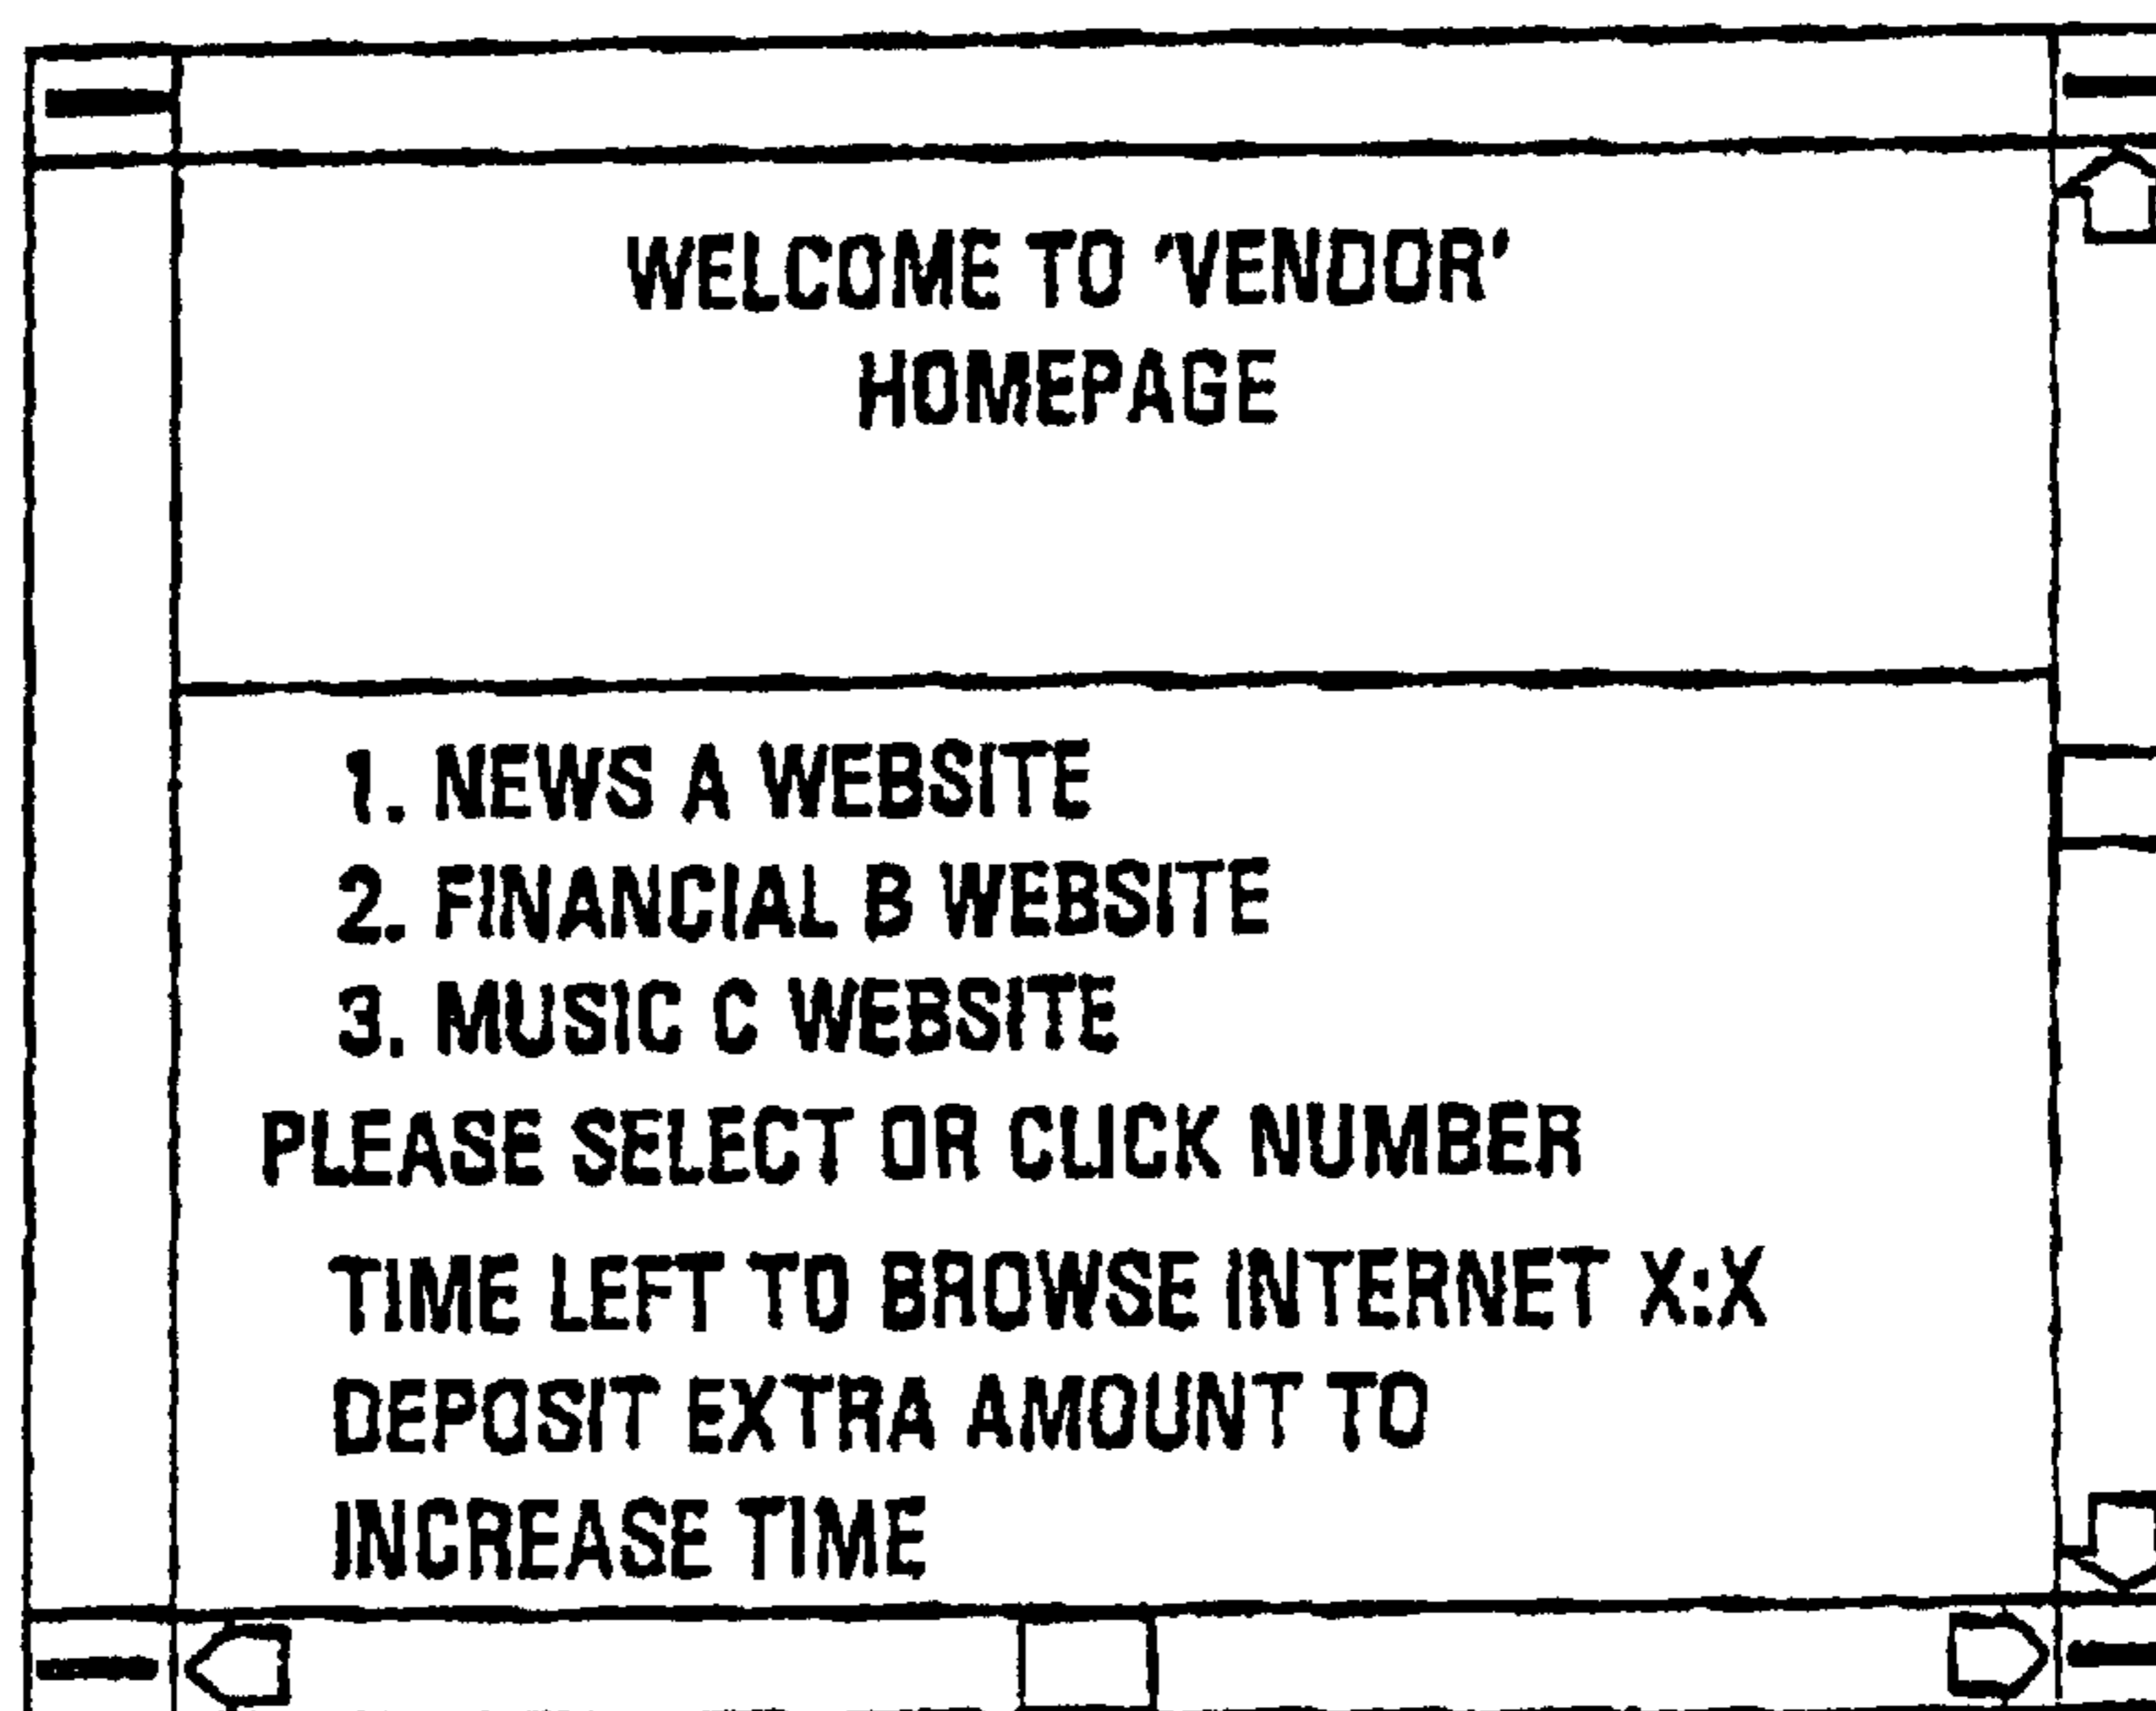 WELCOME TO 'VENDOR'
HOMEPAGE
1. NEWS A WEBSITE
2. FINANCIAL B WEBSITE
3. MUSIC C WEBSITE
PLEASE SELECT OR CLICK NUMBER
TIME LEFT TO BROWSE INTERNET X:X
DEPOSIT EXTRA AMOUNT TO
INCREASE TIME